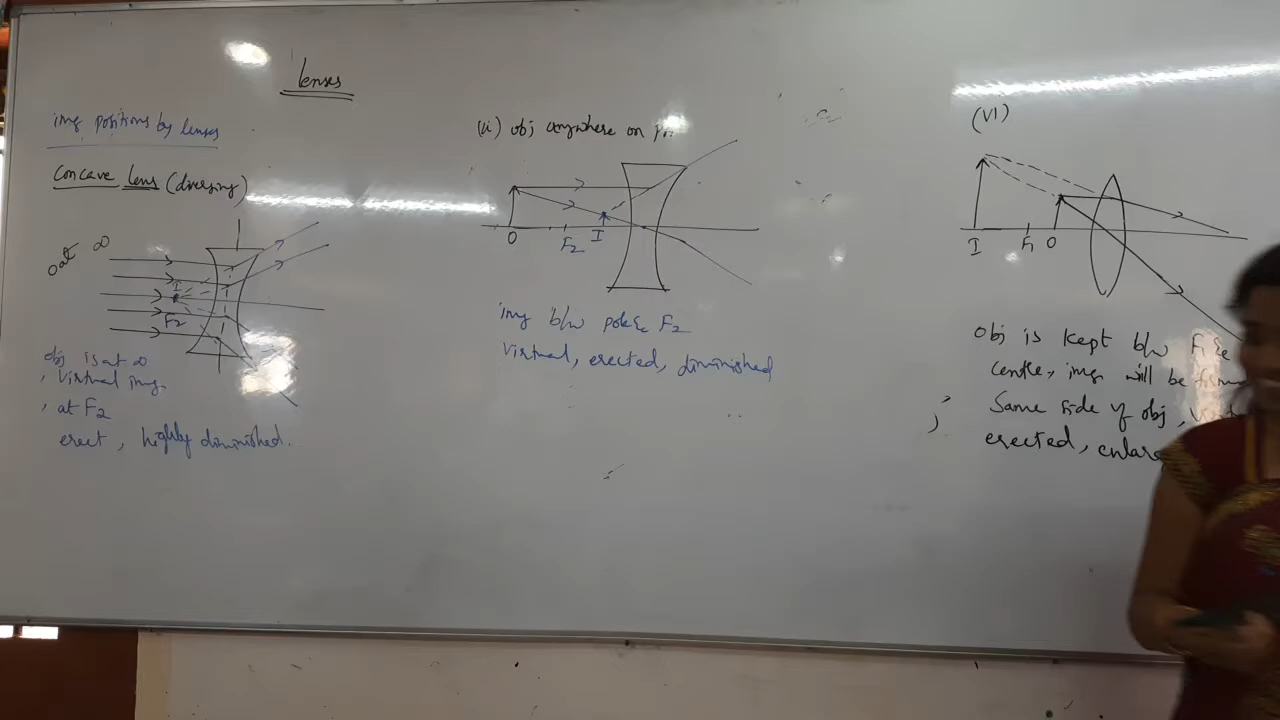 lenses
img positions by lenses
Concave Lens (diverging)
O at ∞
I
F2
obj is at ∞
, virtual img
, at F2
erect, highly diminished.
(ii) obj anywhere on
O
F2
I
img b/w pole & F2
Virtual, erected, diminished
(VI)
I
F1
O
Obj is kept b/w F1 &
centre, img will be
Same side of obj,
erected,